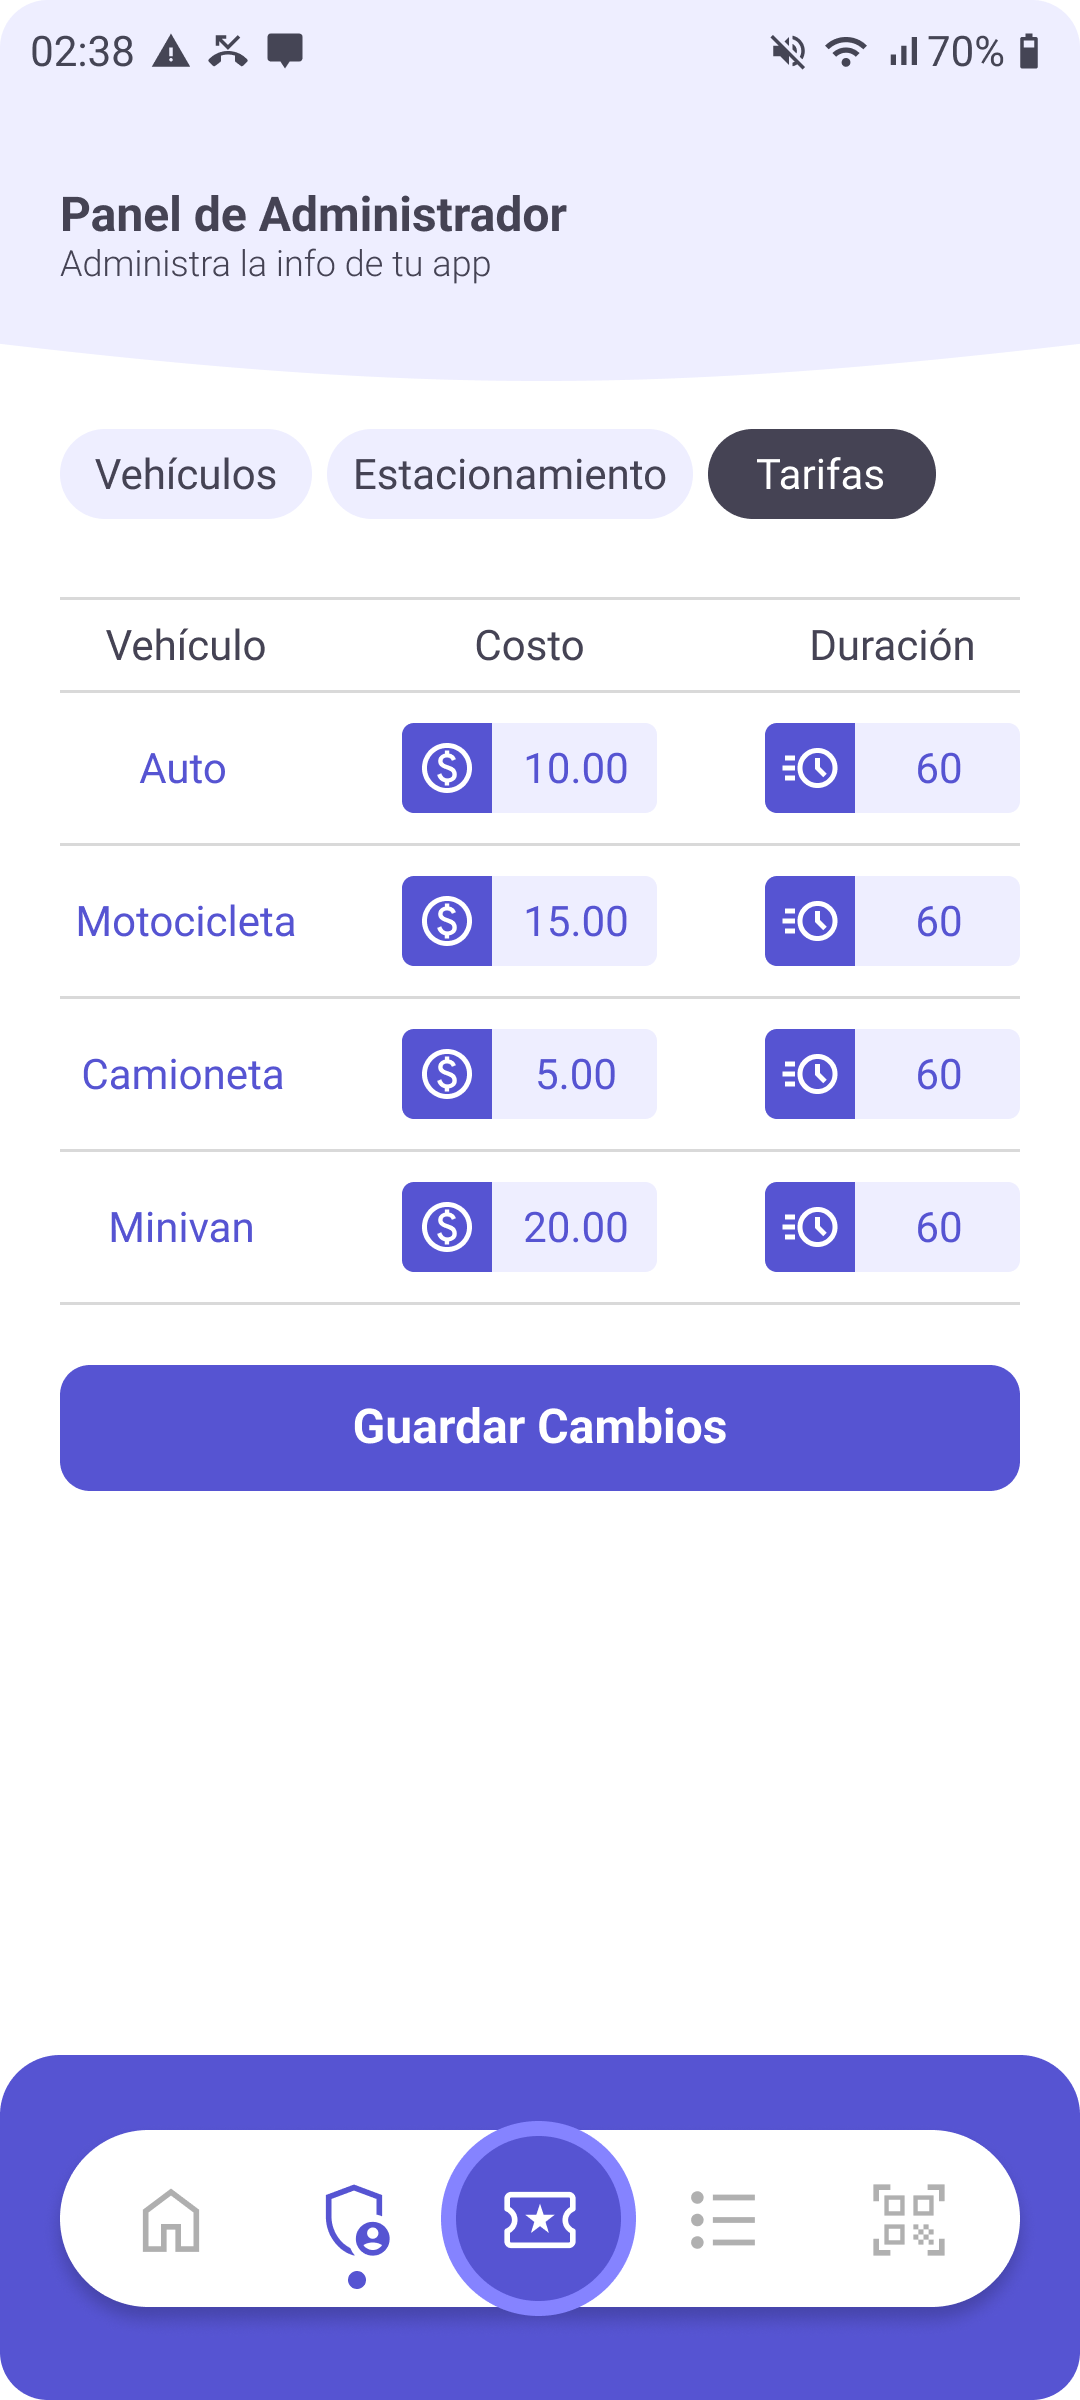 02:38 70%
Panel de Administrador
Administra la info de tu app
Vehículos Estacionamiento Tarifas
Vehículo Costo Duración
Auto 10.00 60
Motocicleta 15.00 60
Camioneta 5.00 60
Minivan 20.00 60
Guardar Cambios